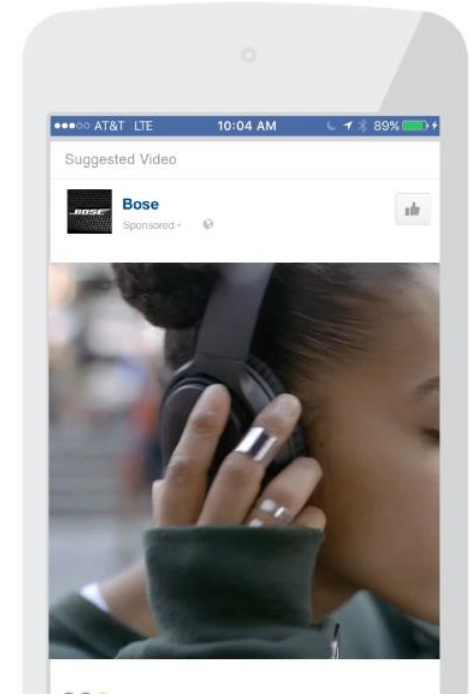 AT&T LTE 10:04 AM 89%
Suggested Video
BOSE
Bose
Sponsored ·